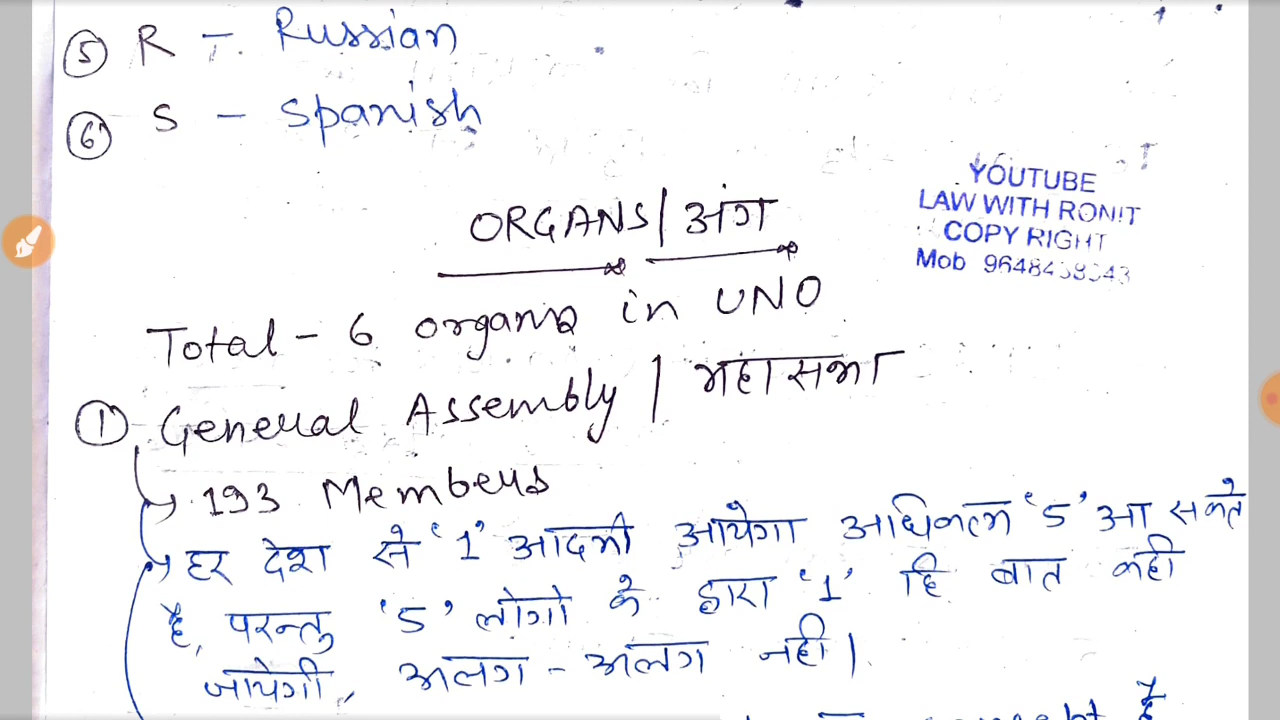 ⑤ R - Russian
⑥ S - Spanish
YOUTUBE
LAW WITH RONIT
COPY RIGHT
Mob
ORGANS/अंग
Total - 6 organs in UNO
① General Assembly / महासभा
→ 193 Members
→ हर देश से '1' आदमी आयेगा अधिकतम '5' आ सकते
है, परन्तु '5' लोगो के द्वारा '1' हि बात कही
जायेगी, अलग - अलग नही।